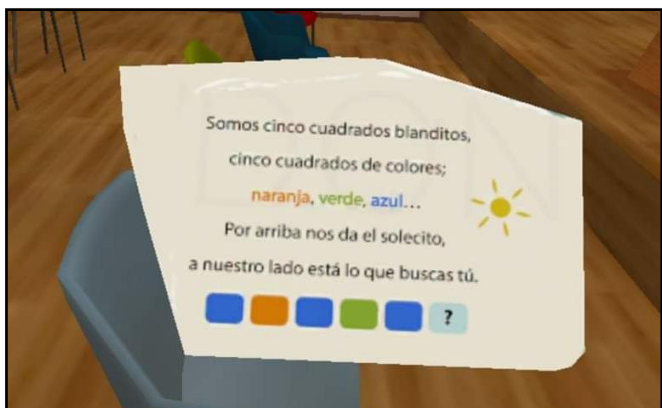 Somos cinco cuadrados blanditos,
cinco cuadrados de colores;
naranja, verde, azul...
Por arriba nos da el solecito,
a nuestro lado está lo que buscas tú.
?